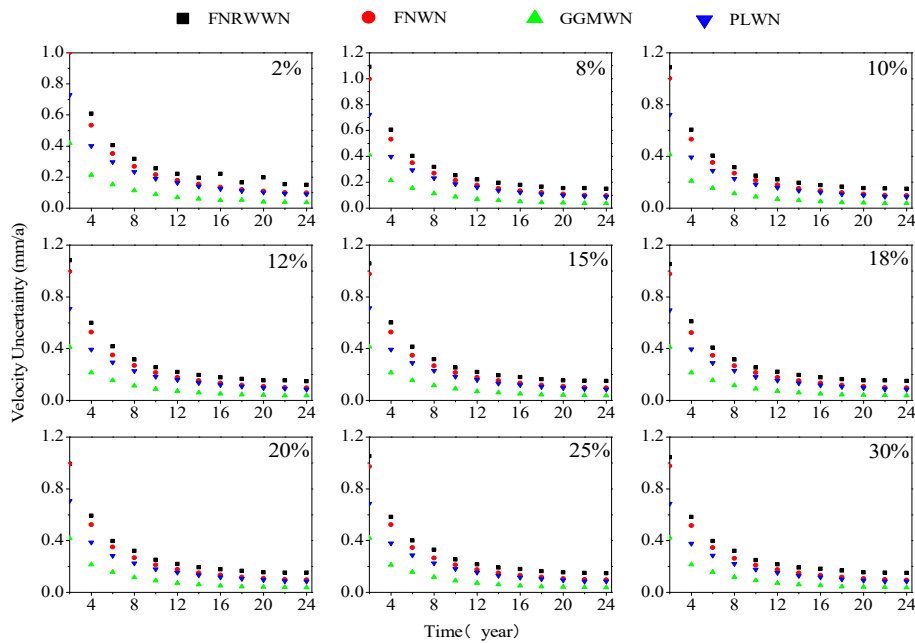 FNRWWN FNWN GGMWN PLWN
1.0 0.8 0.6 0.4 0.2 0.0
2%
4 8 12 16 20 24
1.2 1.0 0.8 0.6 0.4 0.2 0.0
8%
4 8 12 16 20 24
1.2 0.8 0.4 0.0
10%
4 8 12 16 20 24
Velocity Uncertainty (mm/a)
1.2 0.8 0.4 0.0
12%
4 8 12 16 20 24
1.2 0.8 0.4 0.0
15%
4 8 12 16 20 24
1.2 0.8 0.4 0.0
18%
4 8 12 16 20 24
1.2 0.8 0.4 0.0
20%
4 8 12 16 20 24
1.2 0.8 0.4 0.0
25%
4 8 12 16 20 24
1.2 0.8 0.4 0.0
30%
4 8 12 16 20 24
Time( year)